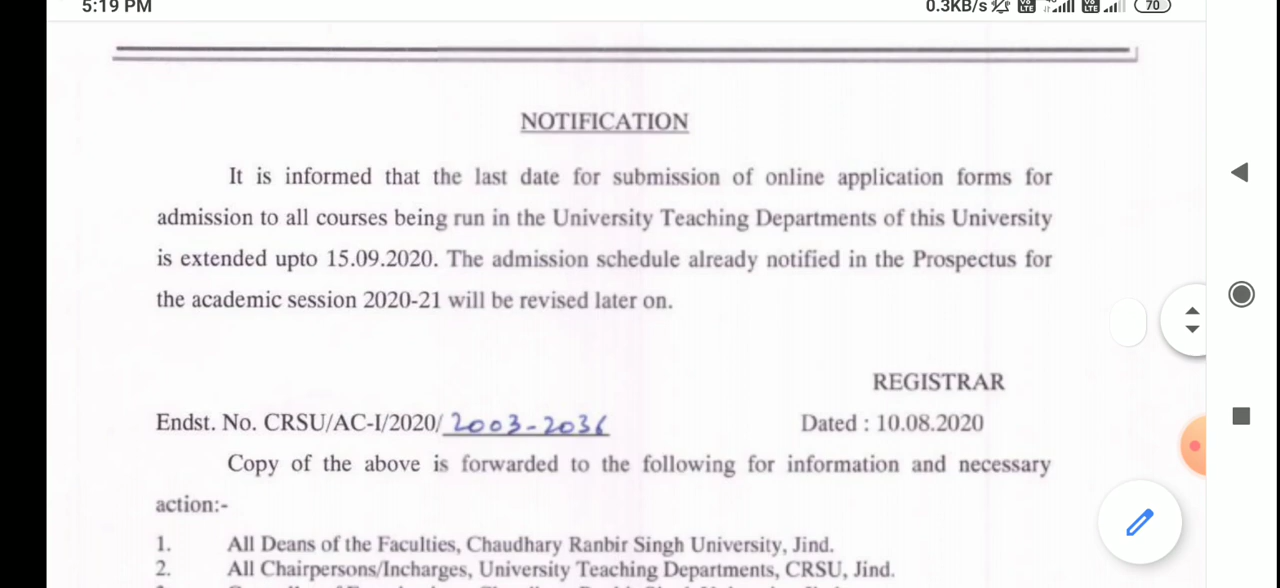 5:19 PM
0.3KB/s
70
NOTIFICATION
It is informed that the last date for submission of online application forms for
admission to all courses being run in the University Teaching Departments of this University
is extended upto 15.09.2020. The admission schedule already notified in the Prospectus for
the academic session 2020-21 will be revised later on.
REGISTRAR
Endst. No. CRSU/AC-I/2020/ 2003-2036
Dated : 10.08.2020
Copy of the above is forwarded to the following for information and necessary
action:-
1. All Deans of the Faculties, Chaudhary Ranbir Singh University, Jind.
2. All Chairpersons/Incharges, University Teaching Departments, CRSU, Jind.